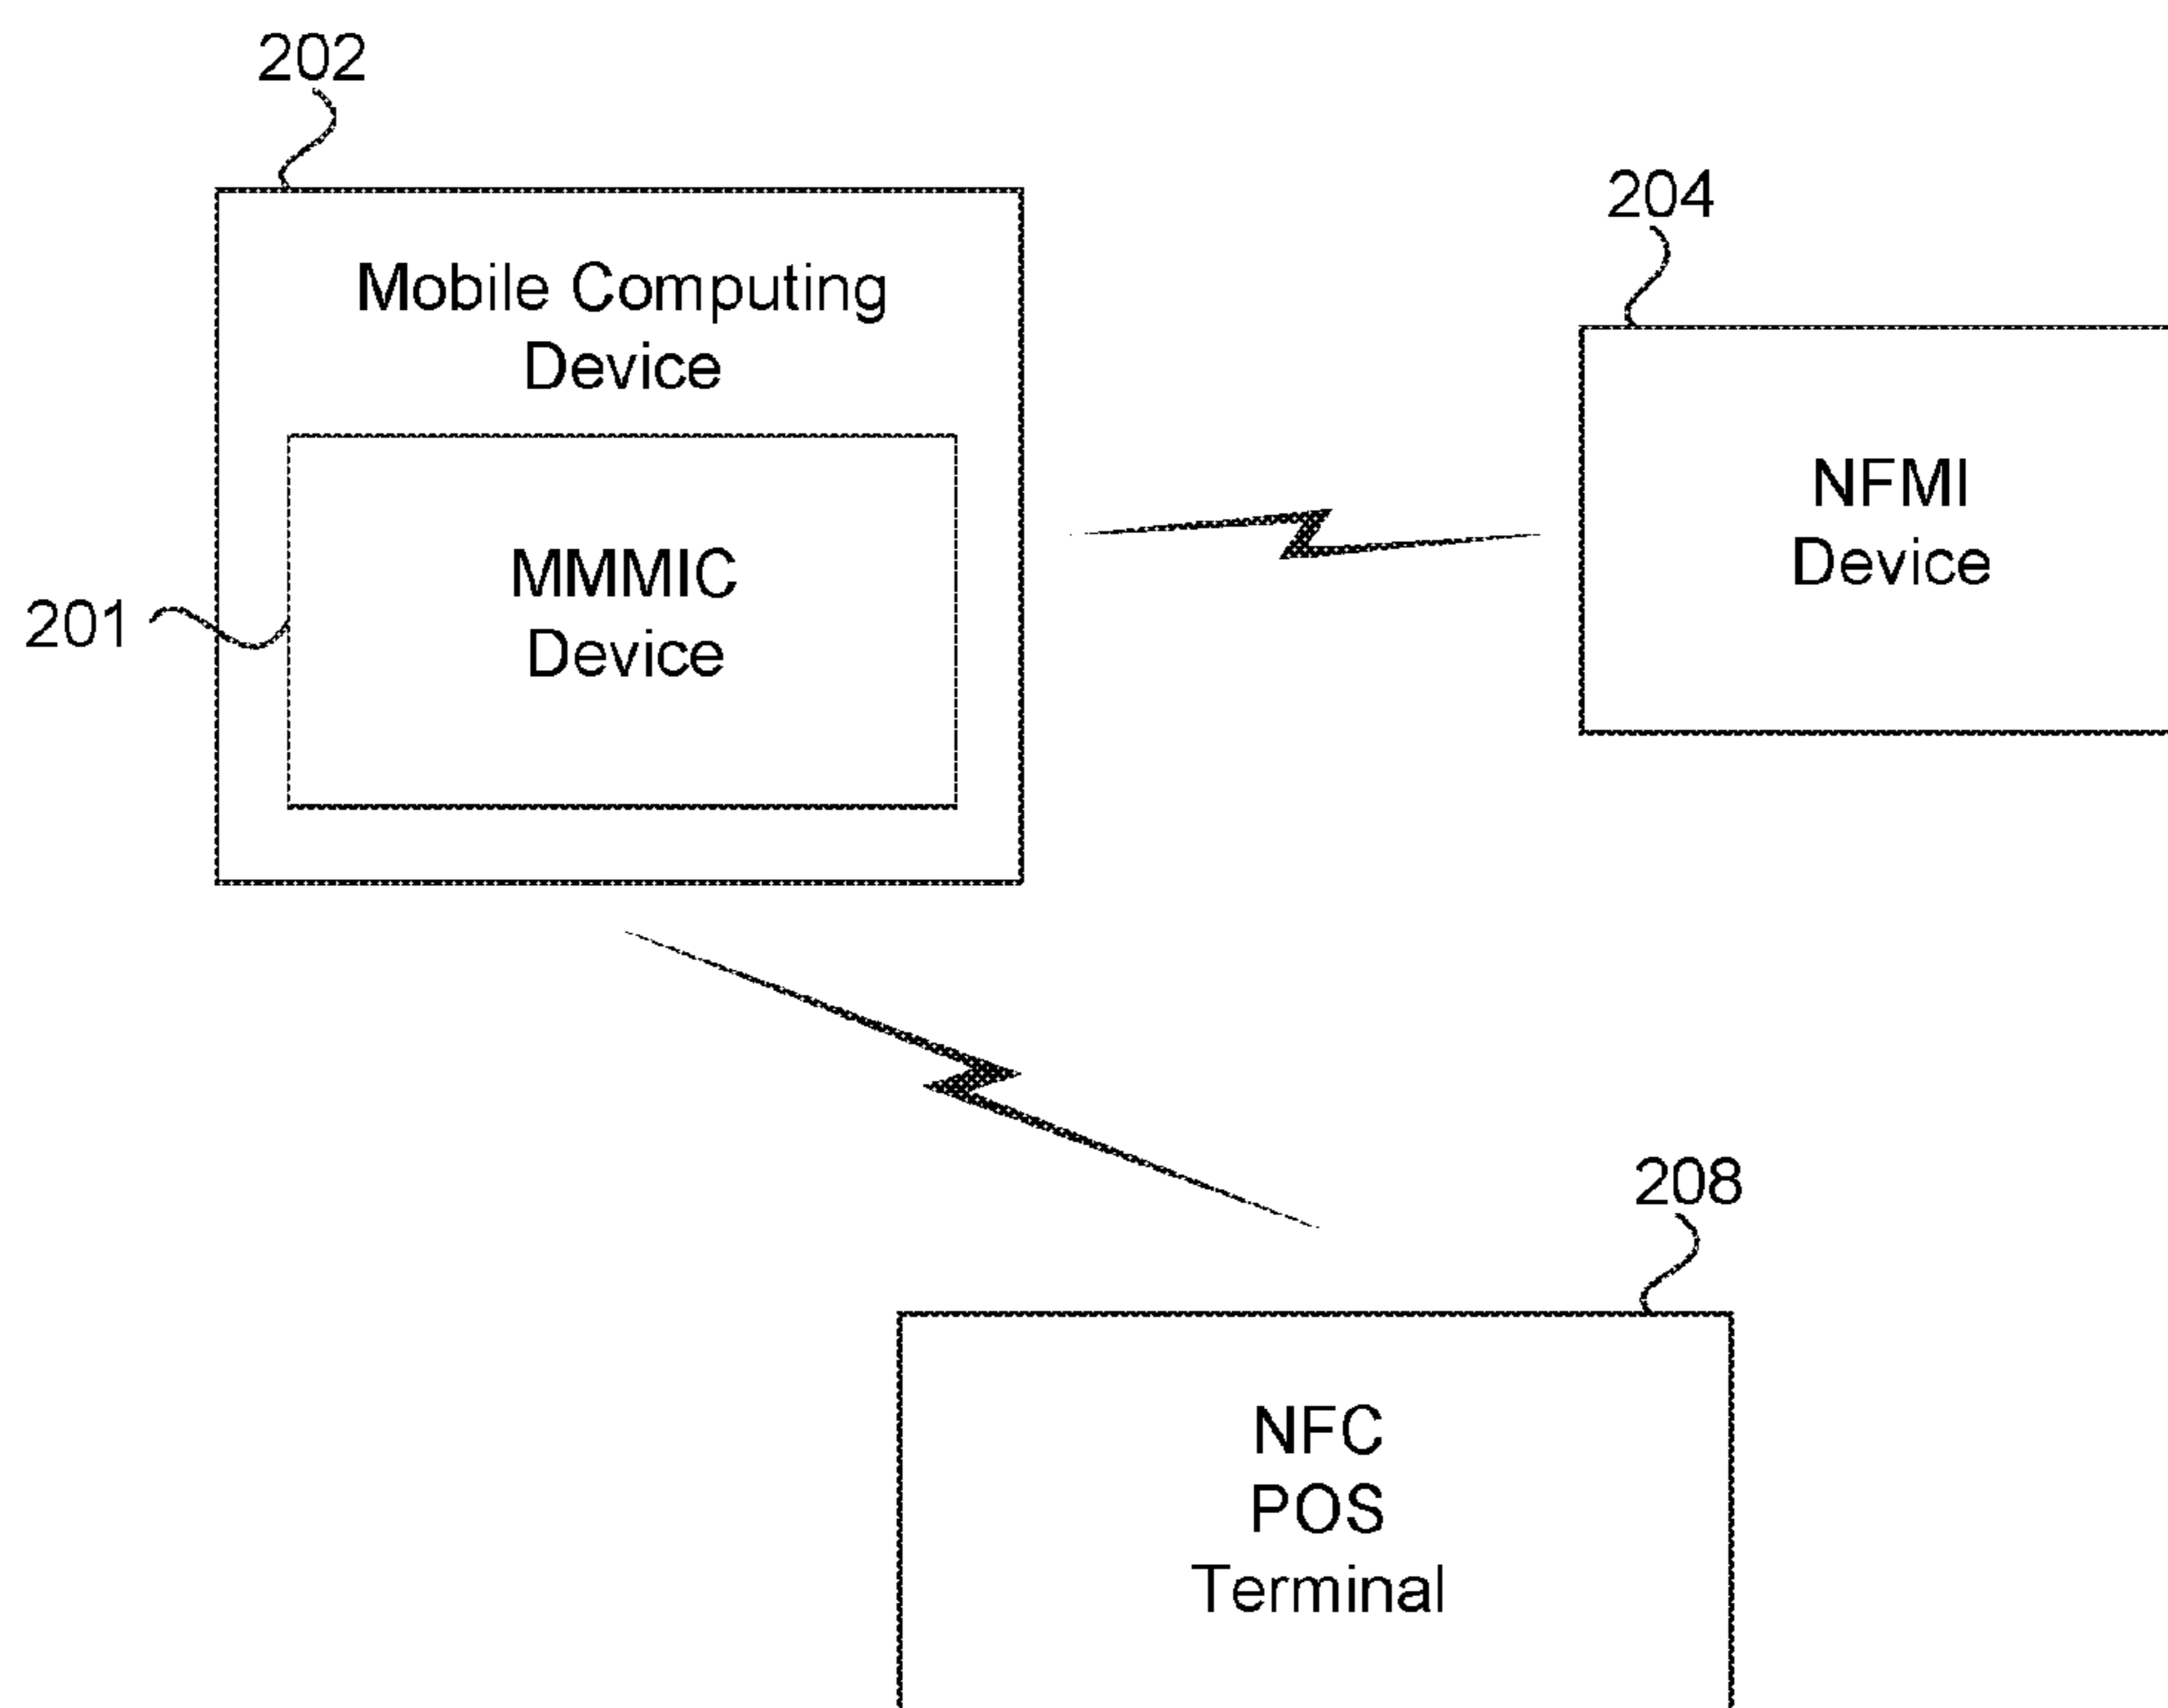 202
Mobile Computing
Device
201
MMMIC
Device
204
NFMI
Device
208
NFC
POS
Terminal